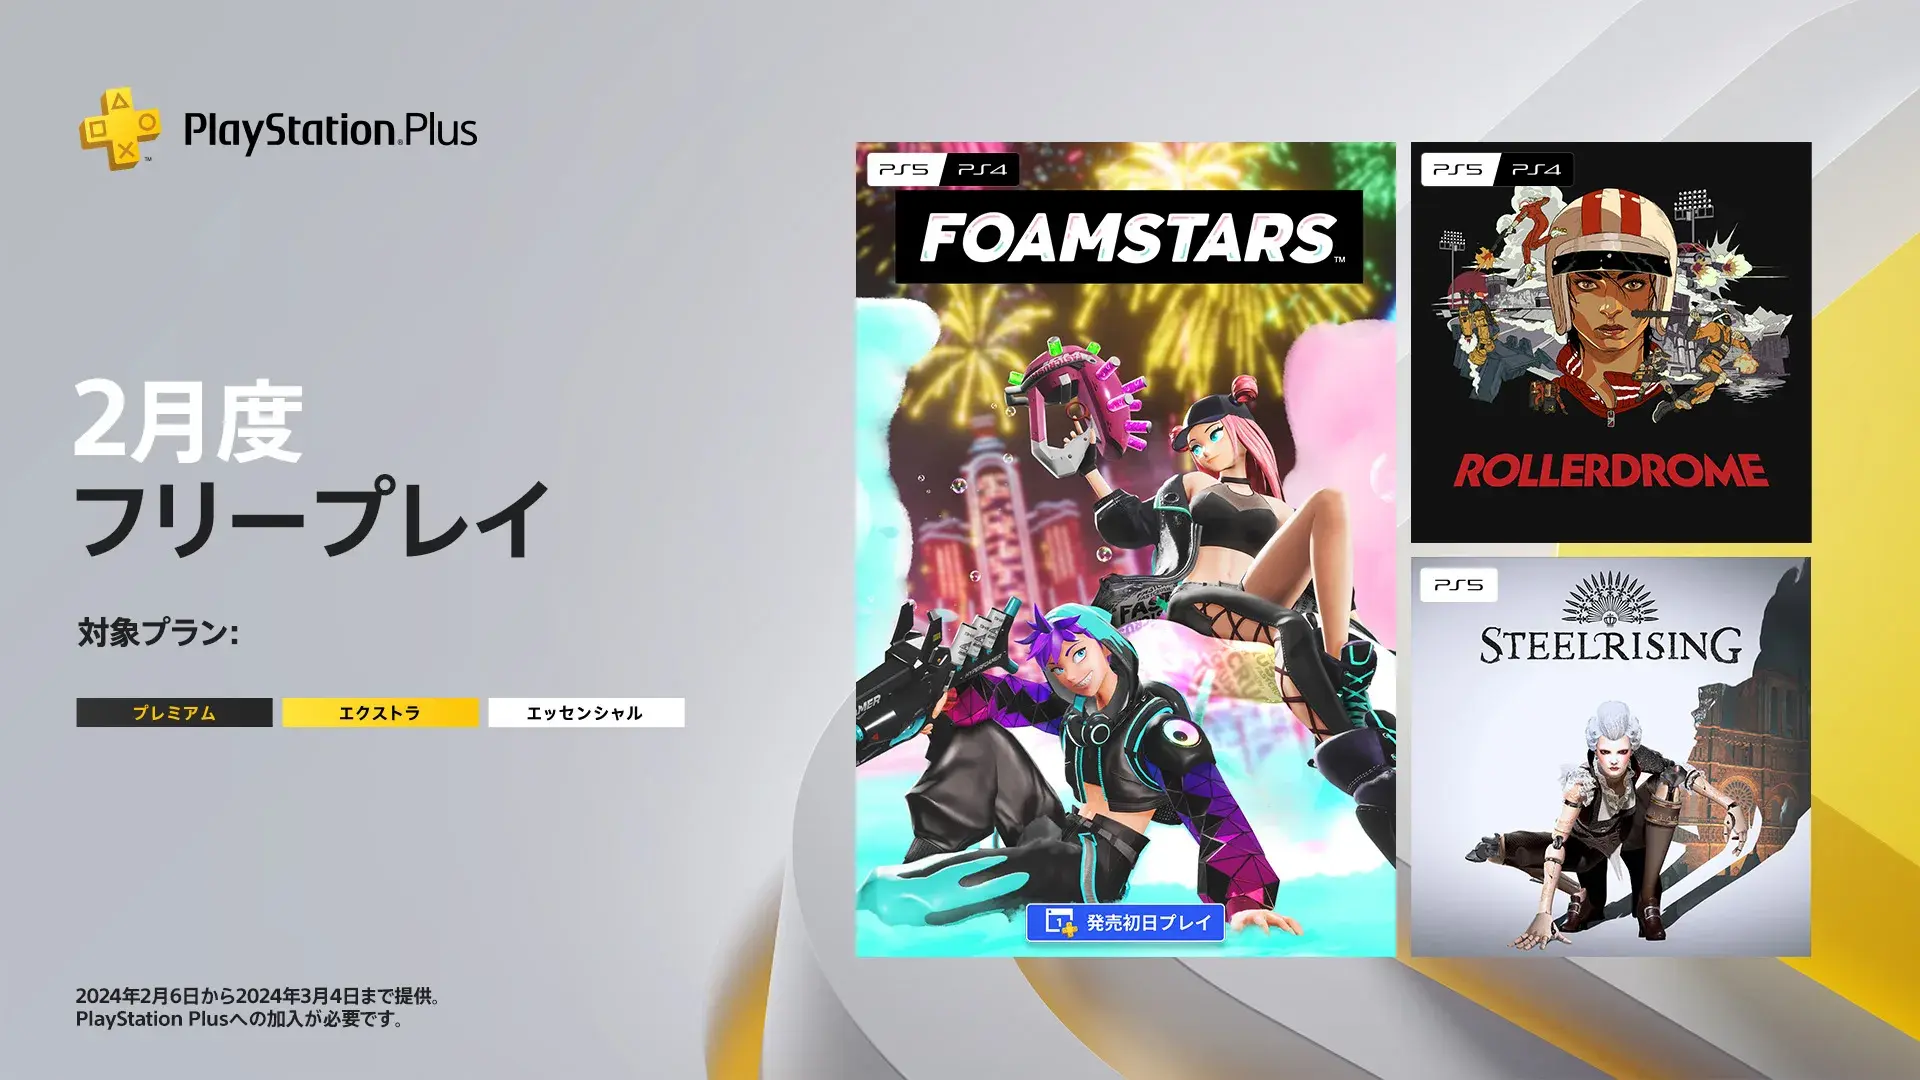 PlayStation®Plus
2月度
フリープレイ
対象プラン:
プレミアム
エクストラ
エッセンシャル
2024年2月6日から2024年3月4日まで提供。
PlayStation Plusへの加入が必要です。
PS5 PS4
FOAMSTARS™
FAST
1 発売初日プレイ
PS5 PS4
ROLLERDROME
PS5
STEELRISING